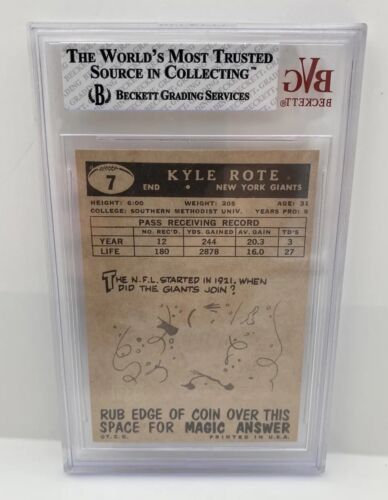 THE WORLD'S MOST TRUSTED
SOURCE IN COLLECTING™
B BECKETT GRADING SERVICES
BVG
BECKETT
7
KYLE ROTE
END • NEW YORK GIANTS
HEIGHT: 6:00 WEIGHT: 205 AGE: 31
COLLEGE: SOUTHERN METHODIST UNIV. YEARS PRO: 8
PASS RECEIVING RECORD
NO. REC'D. YDS. GAINED AV. GAIN TD'S
YEAR 12 244 20.3 3
LIFE 180 2878 16.0 27
THE N.F.L. STARTED IN 1921. WHEN
DID THE GIANTS JOIN?
RUB EDGE OF COIN OVER THIS
SPACE FOR MAGIC ANSWER
©T.C.G. PRINTED IN U.S.A.